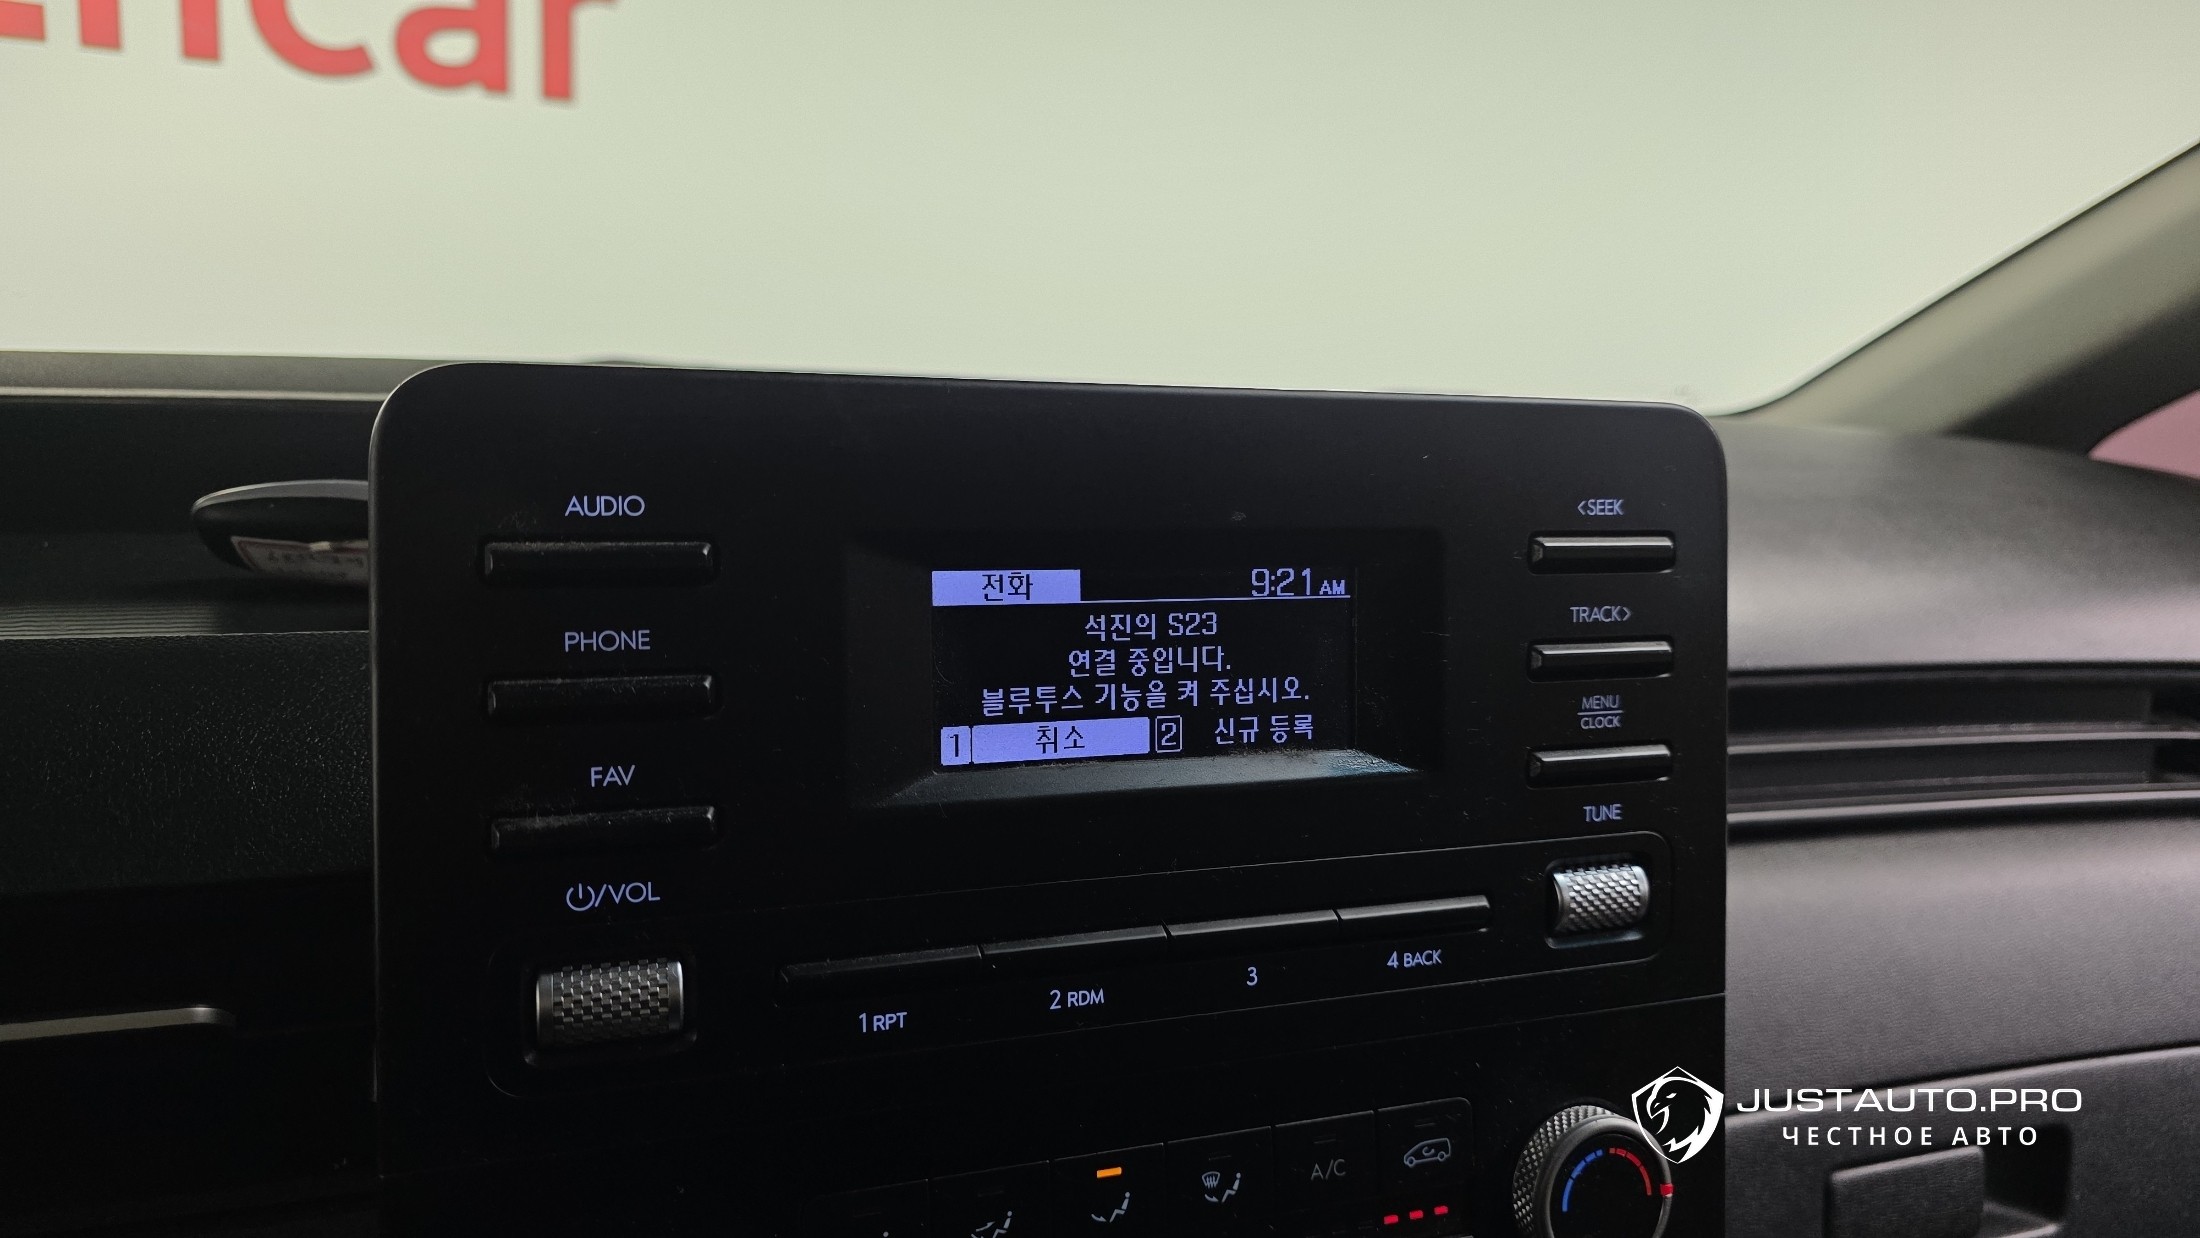 encar
AUDIO
PHONE
FAV
/VOL
전화
9:21 AM
석진의 S23
연결 중입니다.
블루투스 기능을 켜 주십시오.
1 취소 2 신규 등록
<SEEK
TRACK>
MENU
CLOCK
TUNE
1 RPT
2 RDM
3
4 BACK
A/C
JUSTAUTO.PRO
ЧЕСТНОЕ АВТО